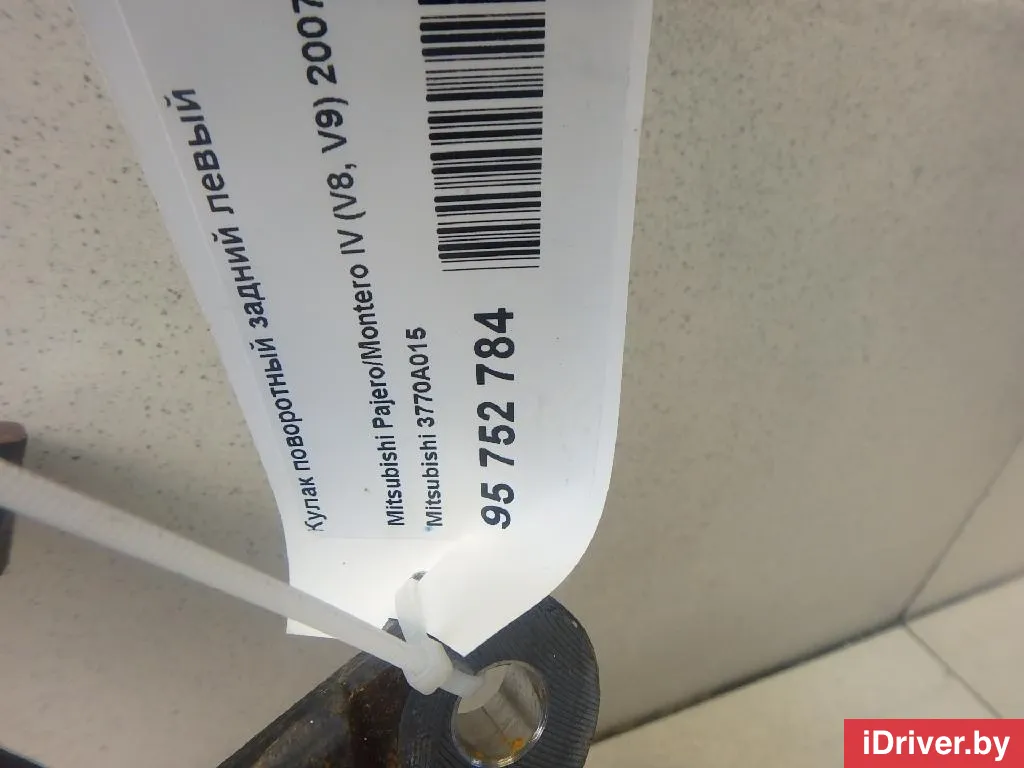 Кулак поворотный задний левый
Mitsubishi Pajero/Montero IV (V8, V9) 2007
*Mitsubishi 3770A015
95 752 784
iDriver.by